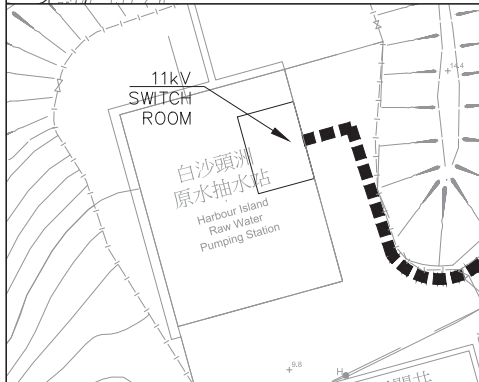 11kV
SWITCH
ROOM
14.4
白沙頭洲
原水抽水站
Harbour Island
Raw Water
Pumping Station
9.8
H